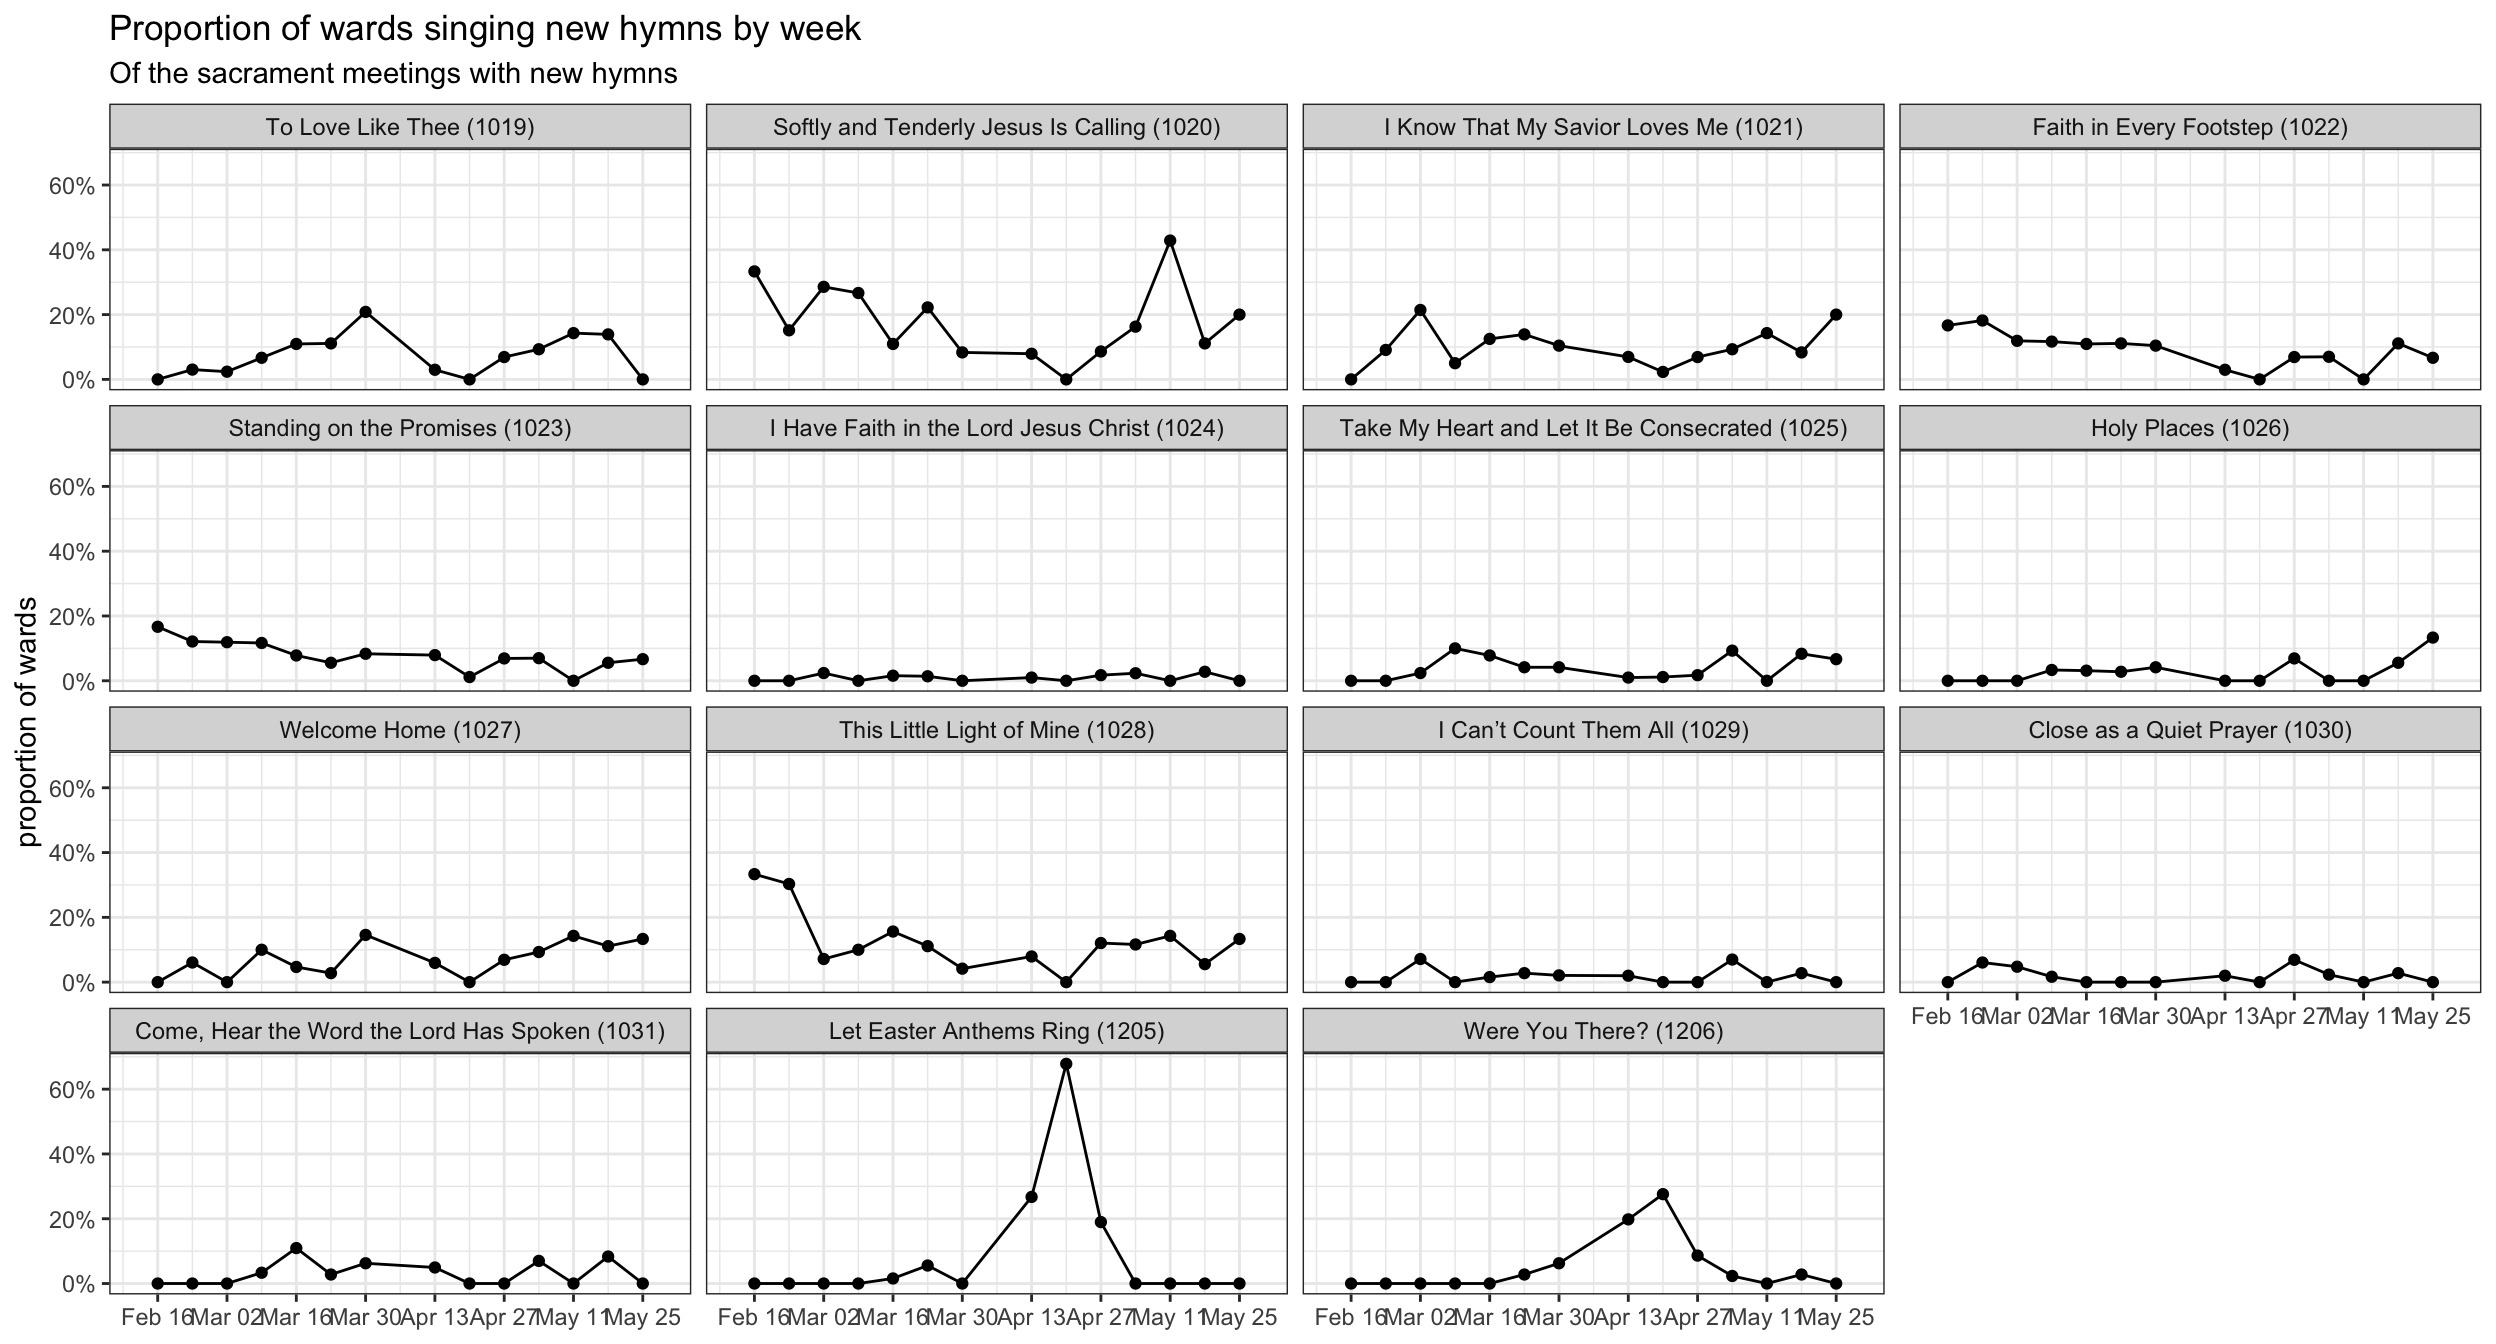 Proportion of wards singing new hymns by week
Of the sacrament meetings with new hymns
To Love Like Thee (1019)
Softly and Tenderly Jesus Is Calling (1020)
I Know That My Savior Loves Me (1021)
Faith in Every Footstep (1022)
60%
40%
20%
0%
Standing on the Promises (1023)
I Have Faith in the Lord Jesus Christ (1024)
Take My Heart and Let It Be Consecrated (1025)
Holy Places (1026)
60%
40%
20%
0%
proportion of wards
Welcome Home (1027)
This Little Light of Mine (1028)
I Can’t Count Them All (1029)
Close as a Quiet Prayer (1030)
60%
40%
20%
0%
Feb 16 Mar 02 Mar 16 Mar 30 Apr 13 Apr 27 May 11 May 25
Come, Hear the Word the Lord Has Spoken (1031)
Let Easter Anthems Ring (1205)
Were You There? (1206)
60%
40%
20%
0%
Feb 16 Mar 02 Mar 16 Mar 30 Apr 13 Apr 27 May 11 May 25
Feb 16 Mar 02 Mar 16 Mar 30 Apr 13 Apr 27 May 11 May 25
Feb 16 Mar 02 Mar 16 Mar 30 Apr 13 Apr 27 May 11 May 25